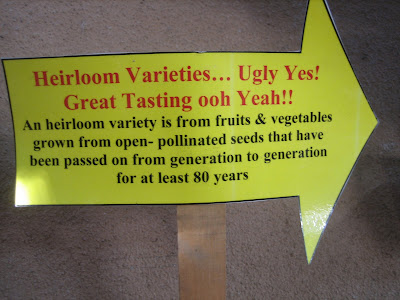 Heirloom Varieties... Ugly Yes!
Great Tasting ooh Yeah!!
An heirloom variety is from fruits & vegetables
grown from open- pollinated seeds that have
been passed on from generation to generation
for at least 80 years